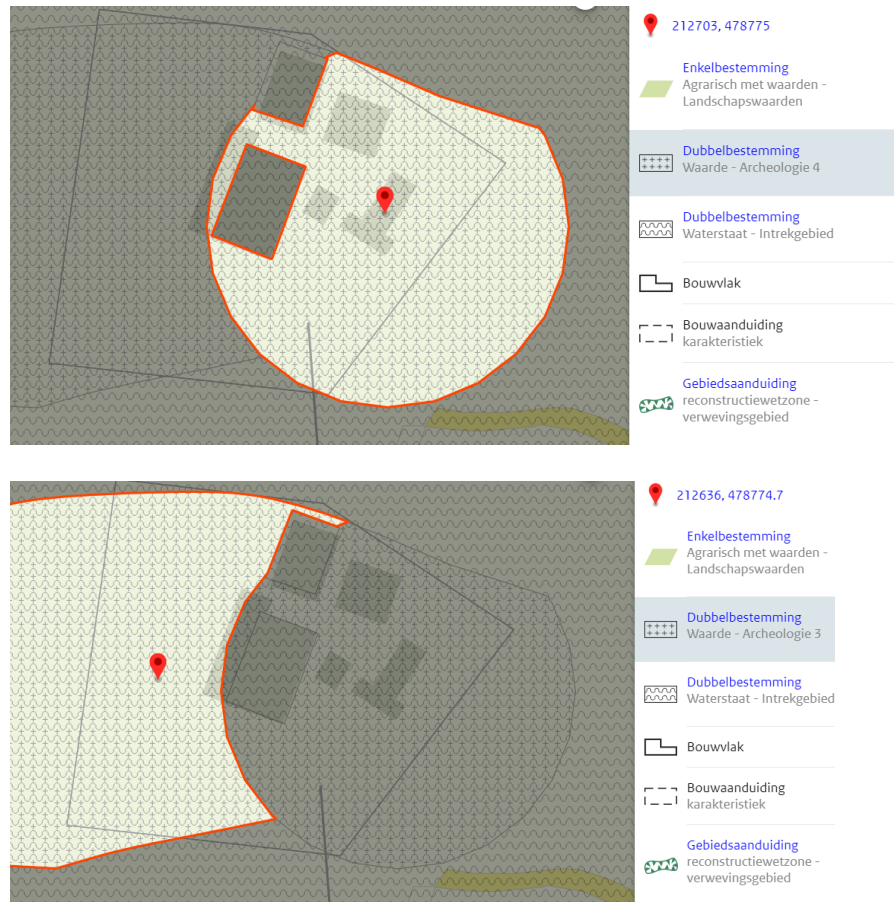 212703, 478775
Enkelbestemming
Agrarisch met waarden -
Landschapswaarden
Dubbelbestemming
Waarde - Archeologie 4
Dubbelbestemming
Waterstaat - Intrekgebied
Bouwvlak
Bouwaanduiding
karakteristiek
Gebiedsaanduiding
reconstructiewetzone -
verwevingsgebied
212636, 478774.7
Enkelbestemming
Agrarisch met waarden -
Landschapswaarden
Dubbelbestemming
Waarde - Archeologie 3
Dubbelbestemming
Waterstaat - Intrekgebied
Bouwvlak
Bouwaanduiding
karakteristiek
Gebiedsaanduiding
reconstructiewetzone -
verwevingsgebied